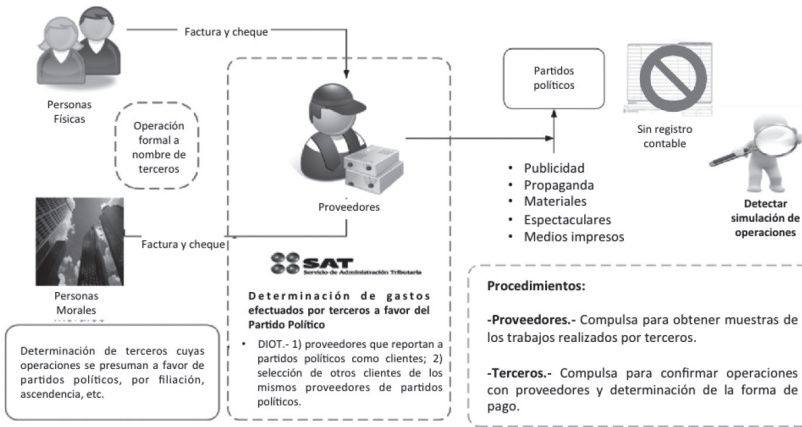 Factura y cheque
Personas
Físicas
Operación
formal a
nombre de
terceros
Factura y cheque
Personas
Morales
Determinación de terceros cuyas
operaciones se presuman a favor de
partidos políticos, por filiación,
ascendencia, etc.
Proveedores
SAT
Servicio de Administración Tributaria
Determinación de gastos
efectuados por terceros a favor del
Partido Político
• DIOT.- 1) proveedores que reportan a
partidos políticos como clientes; 2)
selección de otros clientes de los
mismos proveedores de partidos
políticos.
Partidos
políticos
• Publicidad
• Propaganda
• Materiales
• Espectaculares
• Medios impresos
Sin registro
contable
Detectar
simulación de
operaciones
Procedimientos:
-Proveedores.- Compulsa para obtener muestras de
los trabajos realizados por terceros.
-Terceros.- Compulsa para confirmar operaciones
con proveedores y determinación de la forma de
pago.